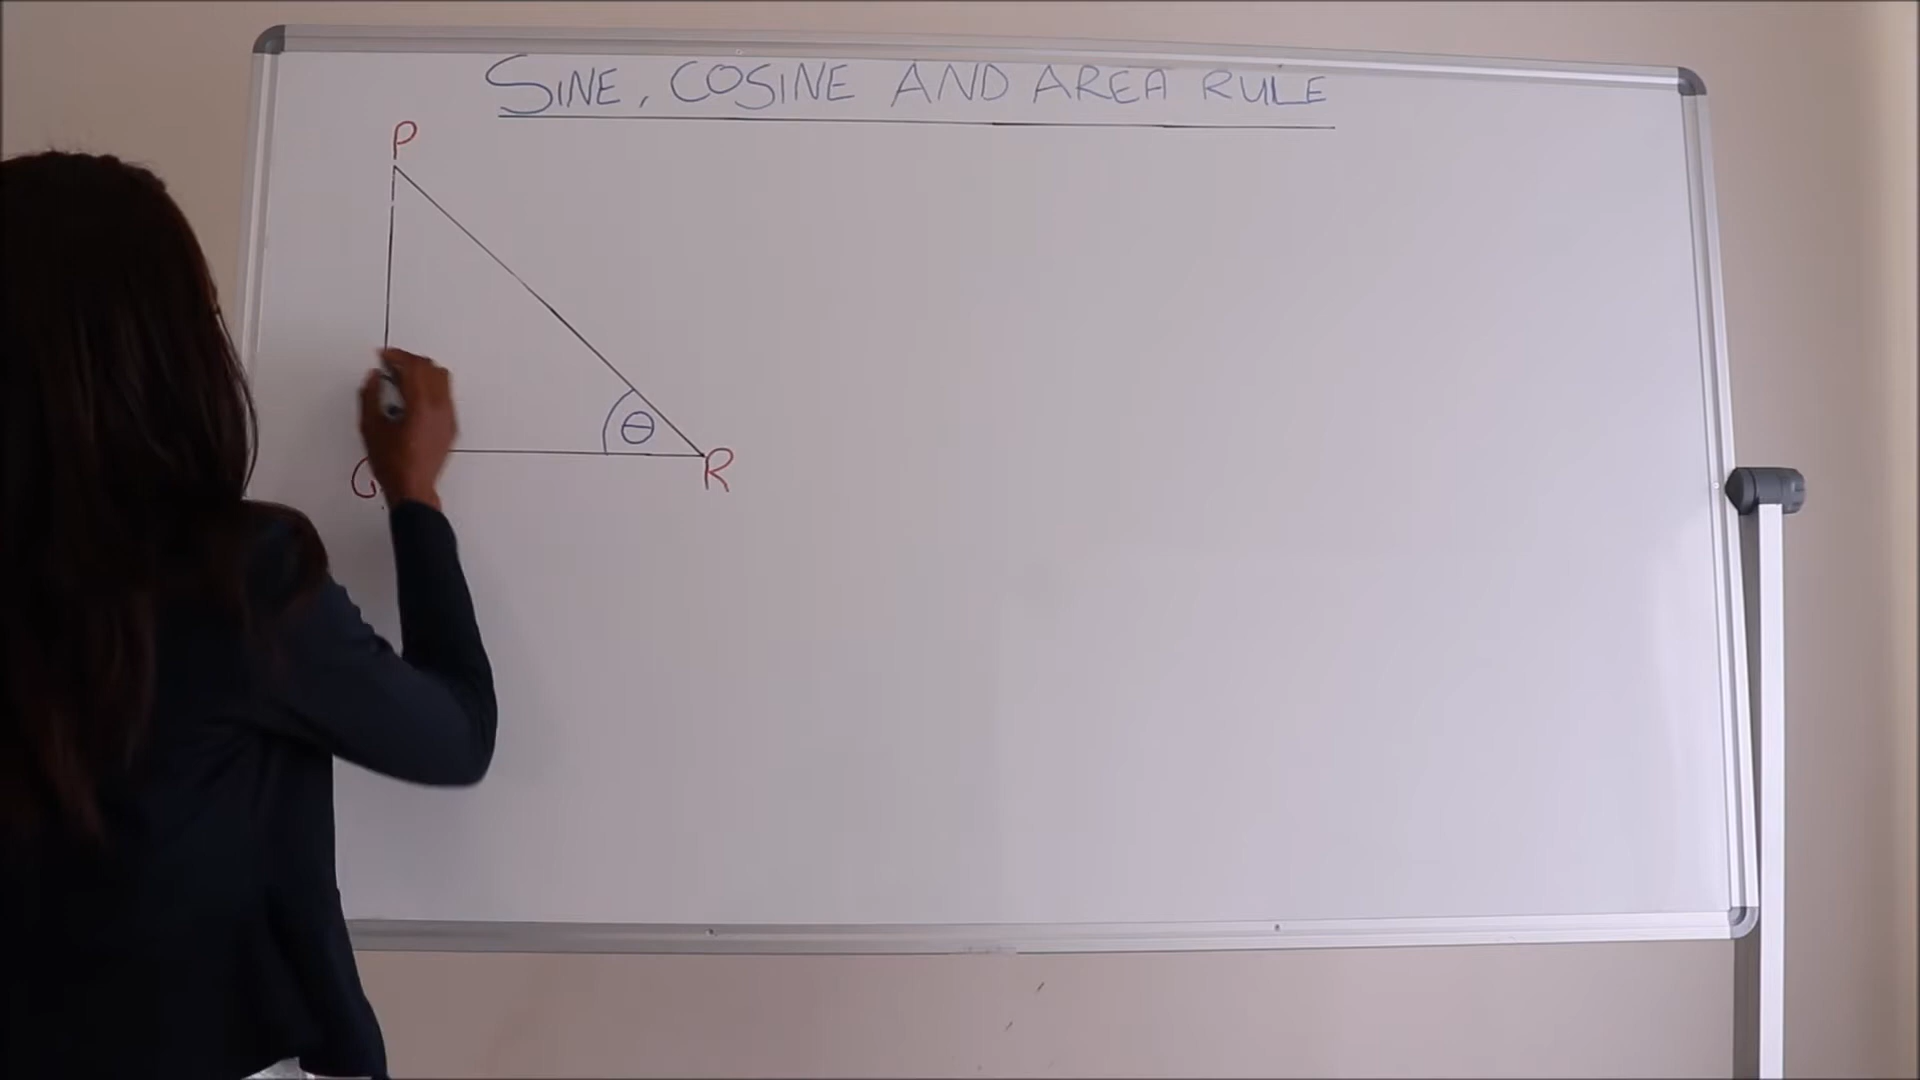 SINE, COSINE AND AREA RULE
P
θ
R